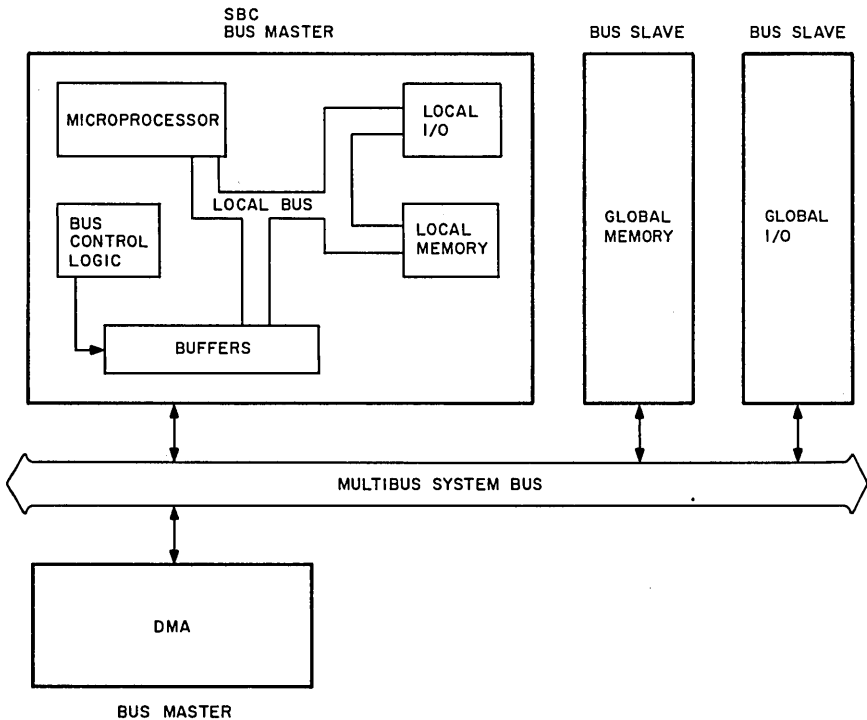 SBC
BUS MASTER
BUS SLAVE
BUS SLAVE
MICROPROCESSOR
LOCAL
I/O
LOCAL BUS
BUS
CONTROL
LOGIC
LOCAL
MEMORY
GLOBAL
MEMORY
GLOBAL
I/O
BUFFERS
MULTIBUS SYSTEM BUS
DMA
BUS MASTER